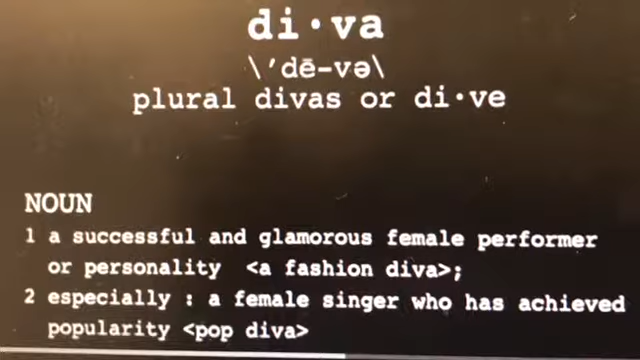 di·va
\ˈdē-və\
plural divas or di·ve
NOUN
1 a successful and glamorous female performer
or personality <a fashion diva>;
2 especially : a female singer who has achieved
popularity <pop diva>